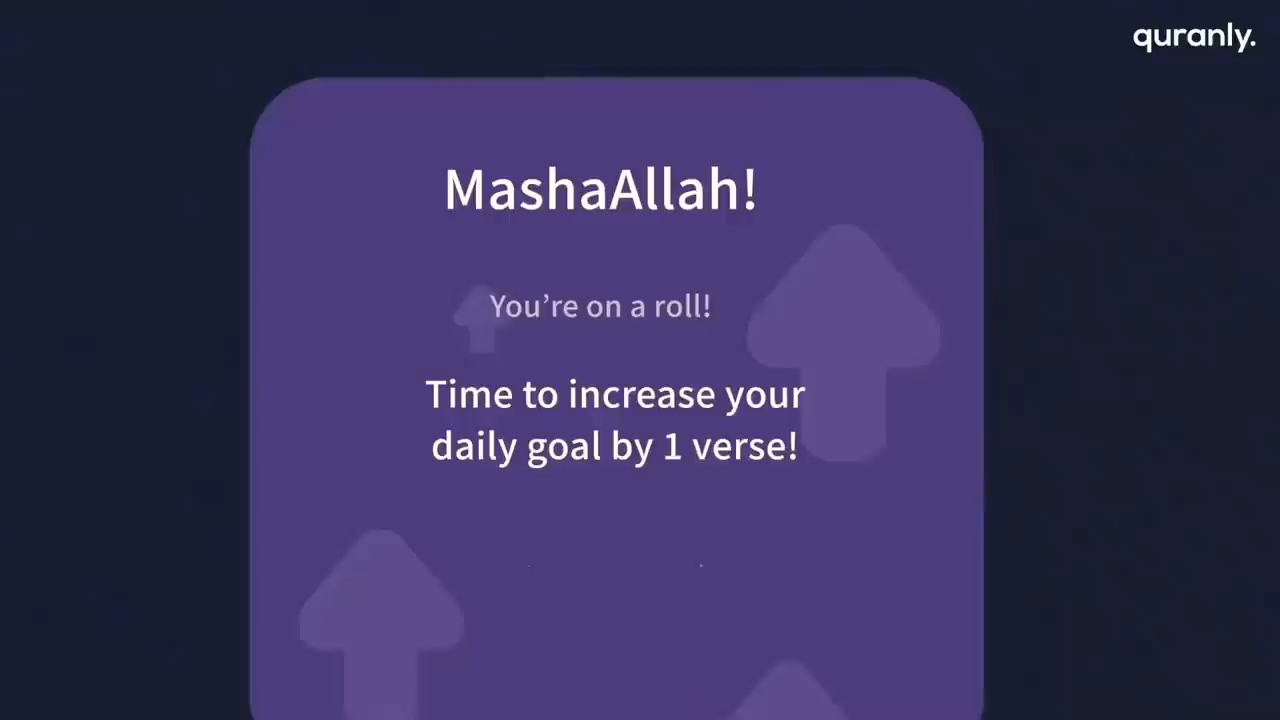 quranly.
MashaAllah!
You’re on a roll!
Time to increase your
daily goal by 1 verse!